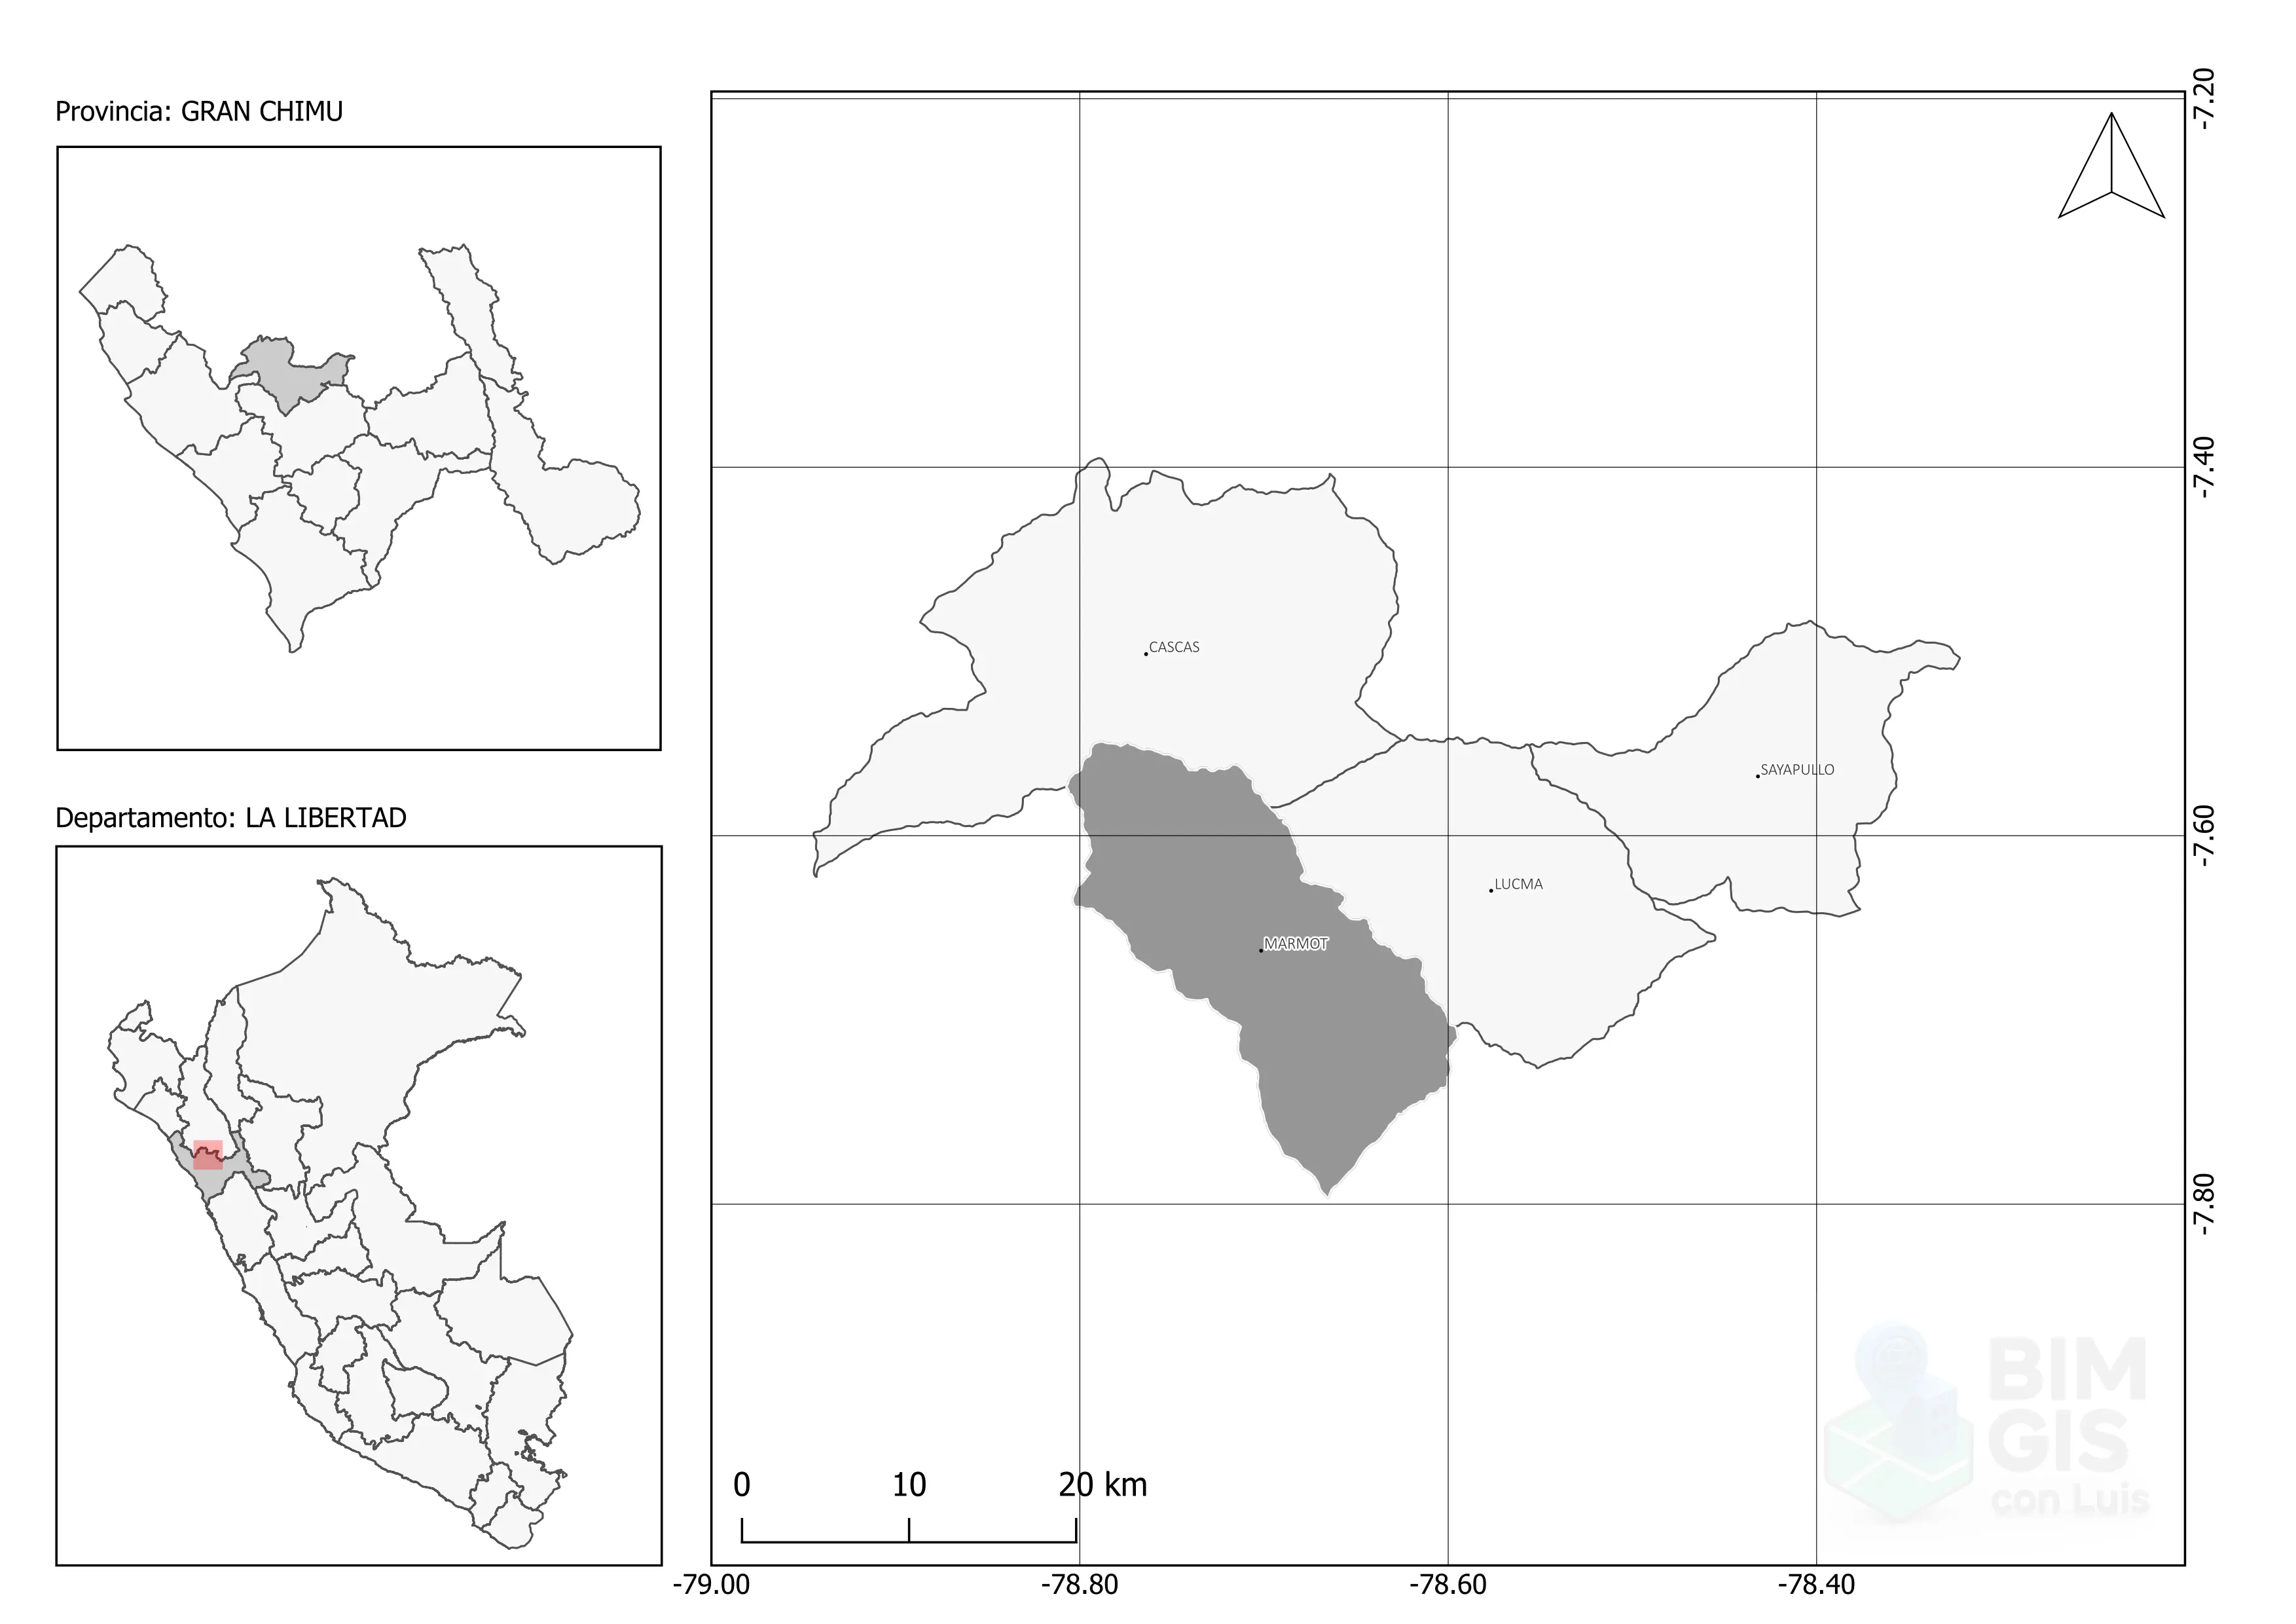 Provincia: GRAN CHIMU
Departamento: LA LIBERTAD
-7.20
-7.40
CASCAS
SAYAPULLO
-7.60
LUCMA
MARMOT
-7.80
BIM
GIS
con Luis
0 10 20 km
-79.00 -78.80 -78.60 -78.40